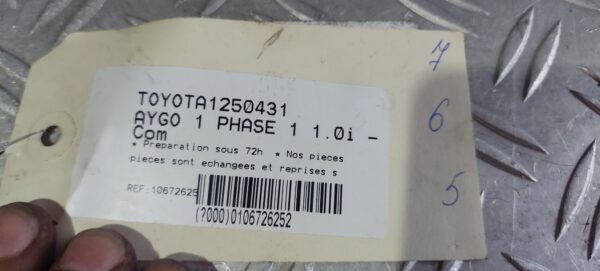 TOYOTA1250431
AYGO 1 PHASE 1 1.0i -
Com
* Preparation sous 72h * Nos pieces
pieces sont echangees et reprises s
REF:10672625
(?000)0106726252
7
6
5